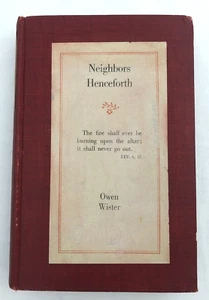 Neighbors
Henceforth
The fire shall ever be
burning upon the altar;
it shall never go out.
LEV. 6, 13
Owen
Wister